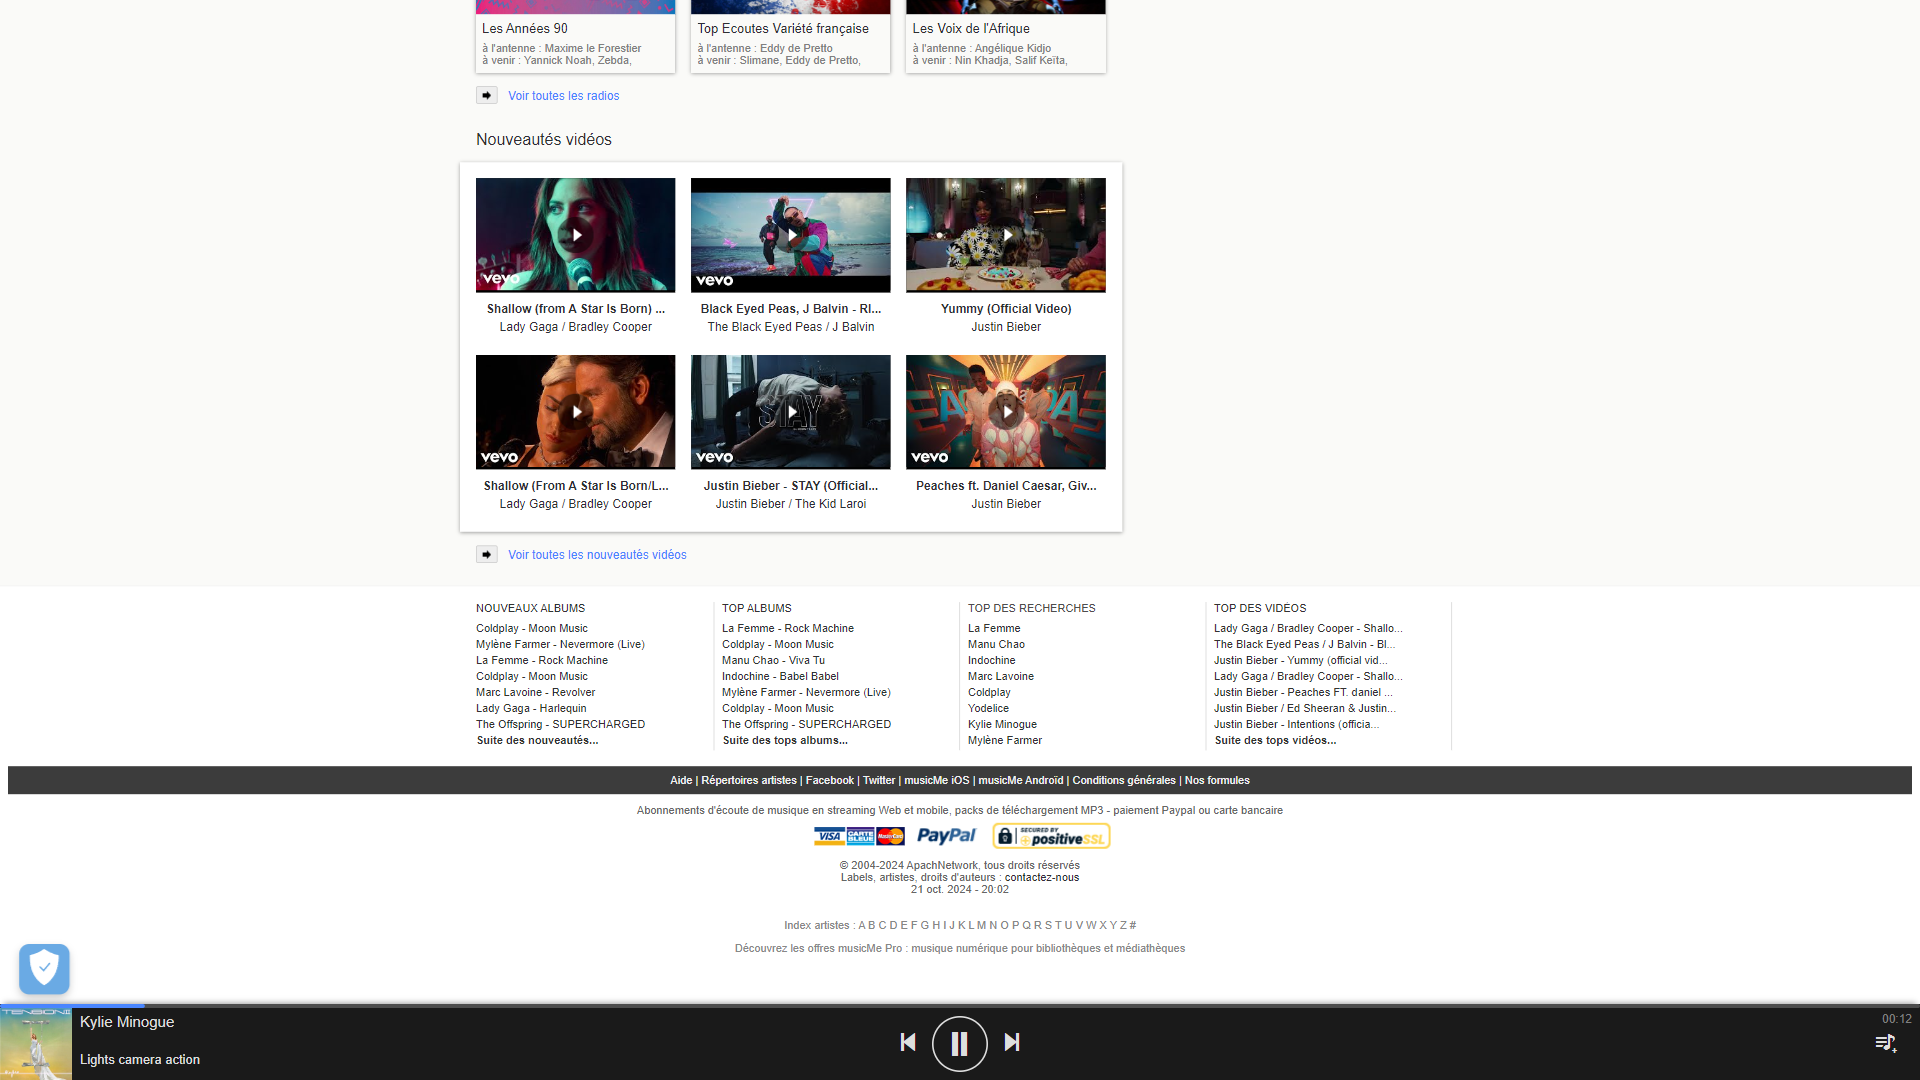 Les Années 90
à l'antenne : Maxime le Forestier
à venir : Yannick Noah, Zebda,
Top Ecoutes Variété française
à l'antenne : Eddy de Pretto
à venir : Slimane, Eddy de Pretto,
Les Voix de l'Afrique
à l'antenne : Angélique Kidjo
à venir : Nin Khadja, Salif Keïta,
Voir toutes les radios
Nouveautés vidéos
vevo
Shallow (from A Star Is Born) ...
Lady Gaga / Bradley Cooper
vevo
Black Eyed Peas, J Balvin - RI...
The Black Eyed Peas / J Balvin
Yummy (Official Video)
Justin Bieber
vevo
Shallow (From A Star Is Born/L...
Lady Gaga / Bradley Cooper
STAY
vevo
Justin Bieber - STAY (Official...
Justin Bieber / The Kid Laroi
vevo
Peaches ft. Daniel Caesar, Giv...
Justin Bieber
Voir toutes les nouveautés vidéos
NOUVEAUX ALBUMS
Coldplay - Moon Music
Mylène Farmer - Nevermore (Live)
La Femme - Rock Machine
Coldplay - Moon Music
Marc Lavoine - Revolver
Lady Gaga - Harlequin
The Offspring - SUPERCHARGED
Suite des nouveautés...
TOP ALBUMS
La Femme - Rock Machine
Coldplay - Moon Music
Manu Chao - Viva Tu
Indochine - Babel Babel
Mylène Farmer - Nevermore (Live)
Coldplay - Moon Music
The Offspring - SUPERCHARGED
Suite des tops albums...
TOP DES RECHERCHES
La Femme
Manu Chao
Indochine
Marc Lavoine
Coldplay
Yodelice
Kylie Minogue
Mylène Farmer
TOP DES VIDÉOS
Lady Gaga / Bradley Cooper - Shallo...
The Black Eyed Peas / J Balvin - Bl...
Justin Bieber - Yummy (official vid...
Lady Gaga / Bradley Cooper - Shallo...
Justin Bieber - Peaches FT. daniel ...
Justin Bieber / Ed Sheeran & Justin...
Justin Bieber - Intentions (officia...
Suite des tops vidéos...
Aide | Répertoires artistes | Facebook | Twitter | musicMe iOS | musicMe Androïd | Conditions générales | Nos formules
Abonnements d'écoute de musique en streaming Web et mobile, packs de téléchargement MP3 - paiement Paypal ou carte bancaire
VISA CARTE BLEUE MasterCard PayPal SECURED BY positiveSSL
© 2004-2024 ApachNetwork, tous droits réservés
Labels, artistes, droits d'auteurs : contactez-nous
21 oct. 2024 - 20:02
Index artistes : A B C D E F G H I J K L M N O P Q R S T U V W X Y Z #
Découvrez les offres musicMe Pro : musique numérique pour bibliothèques et médiathèques
TENSION II
Kylie Minogue
Lights camera action
00:12